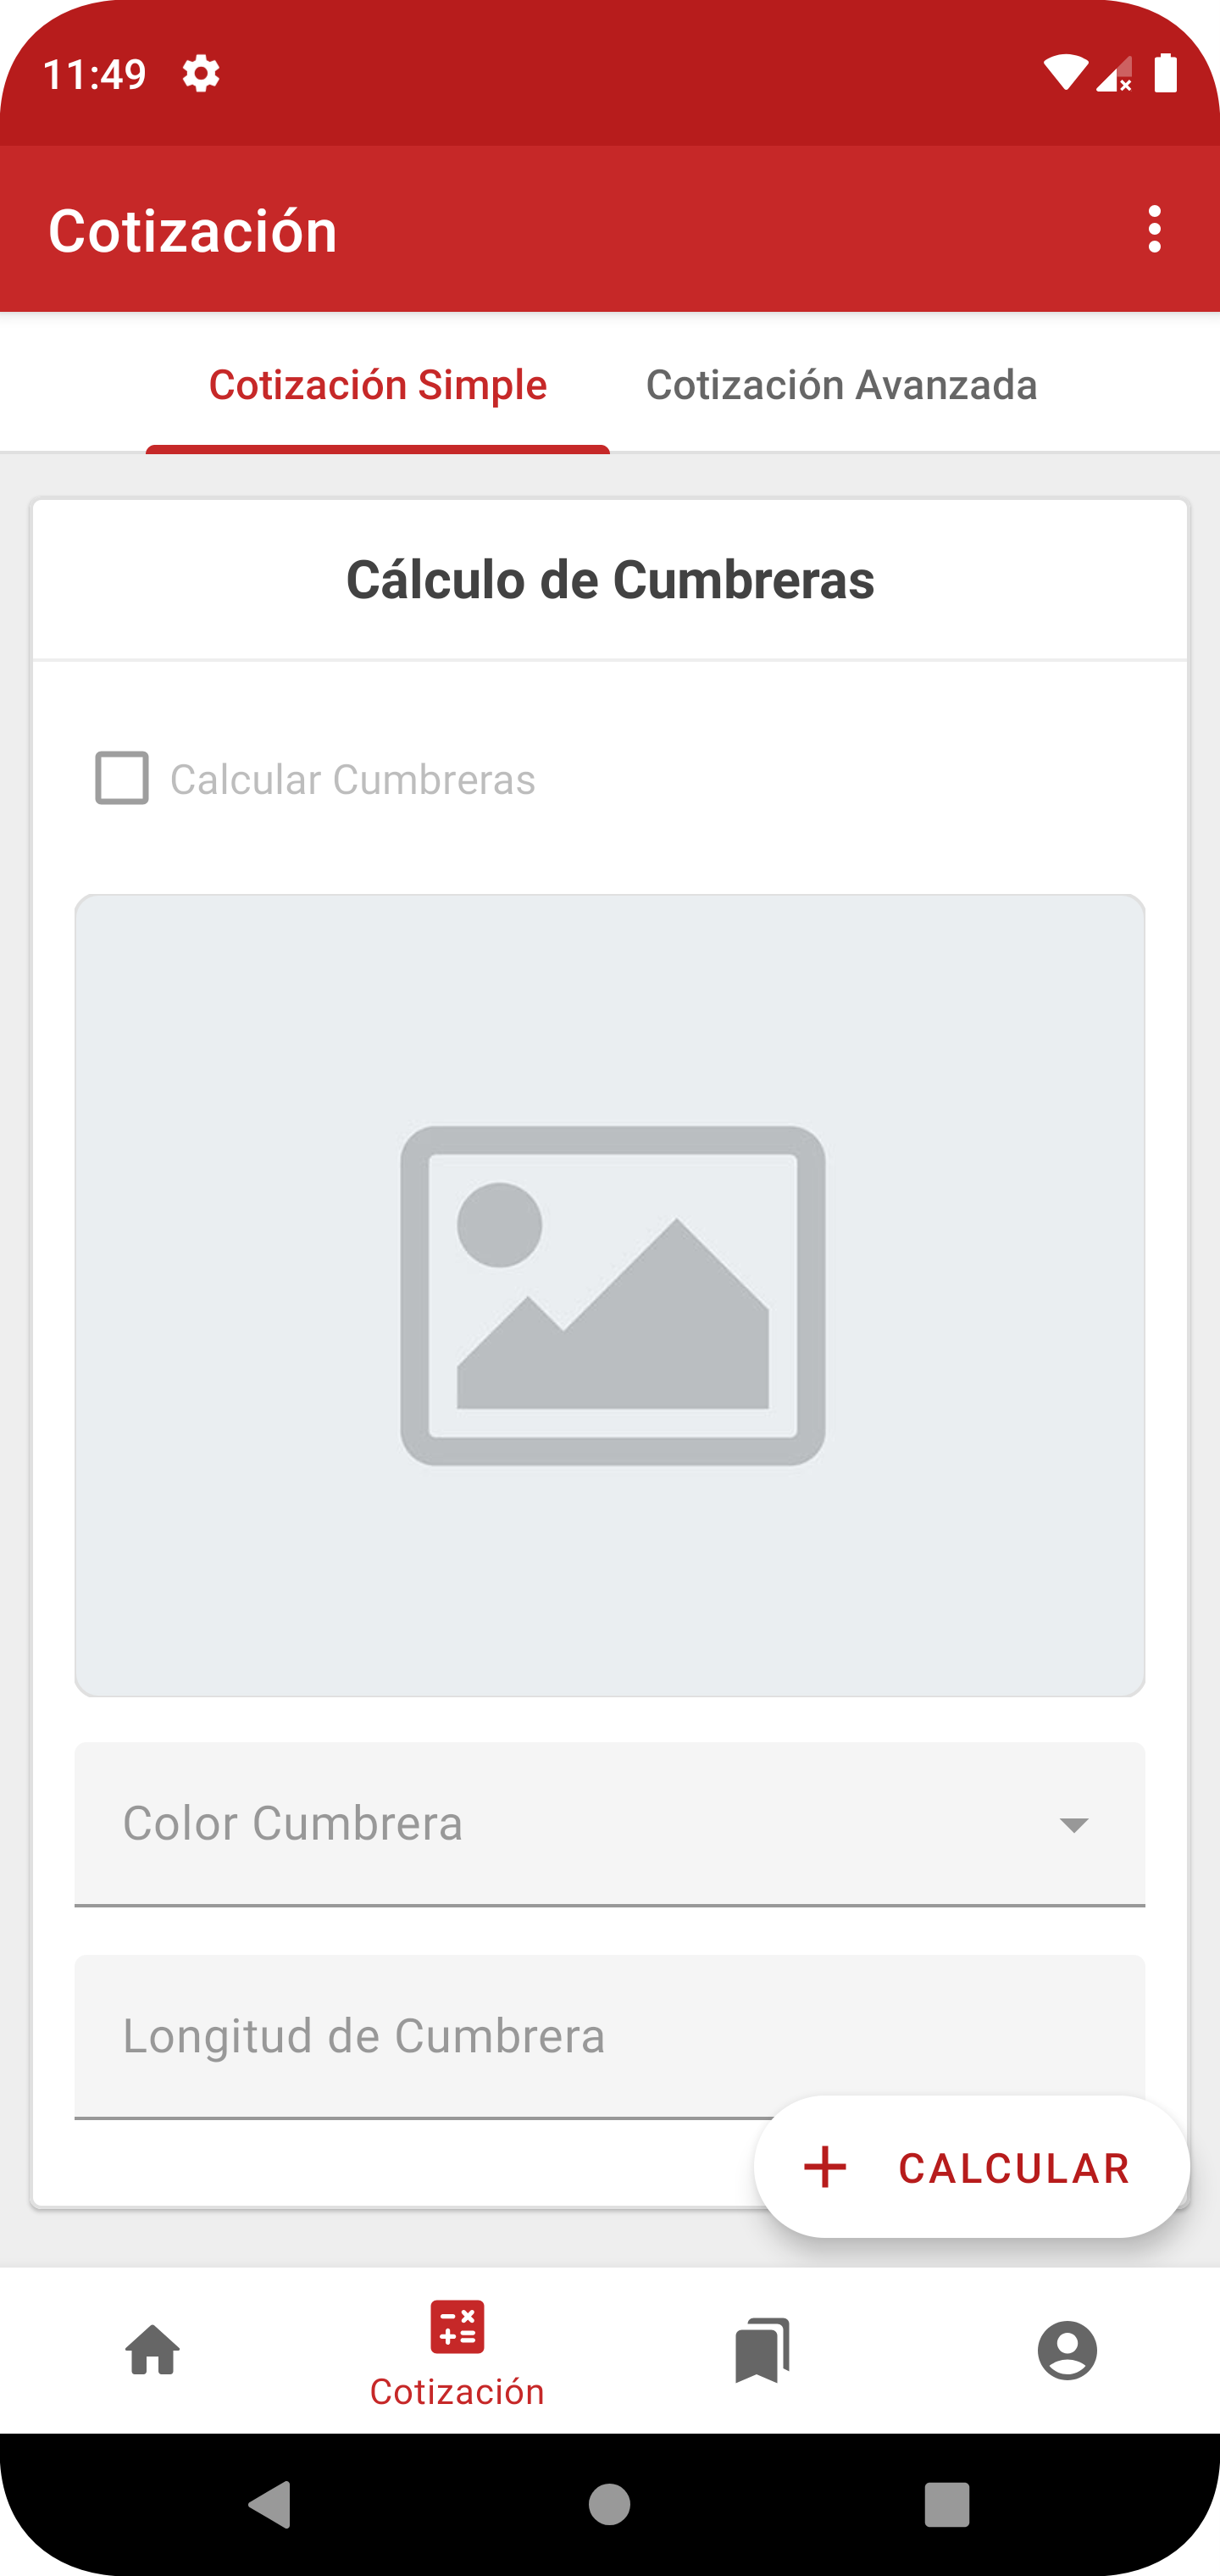 11:49
Cotización
Cotización Simple
Cotización Avanzada
Cálculo de Cumbreras
Calcular Cumbreras
Color Cumbrera
Longitud de Cumbrera
CALCULAR
Cotización